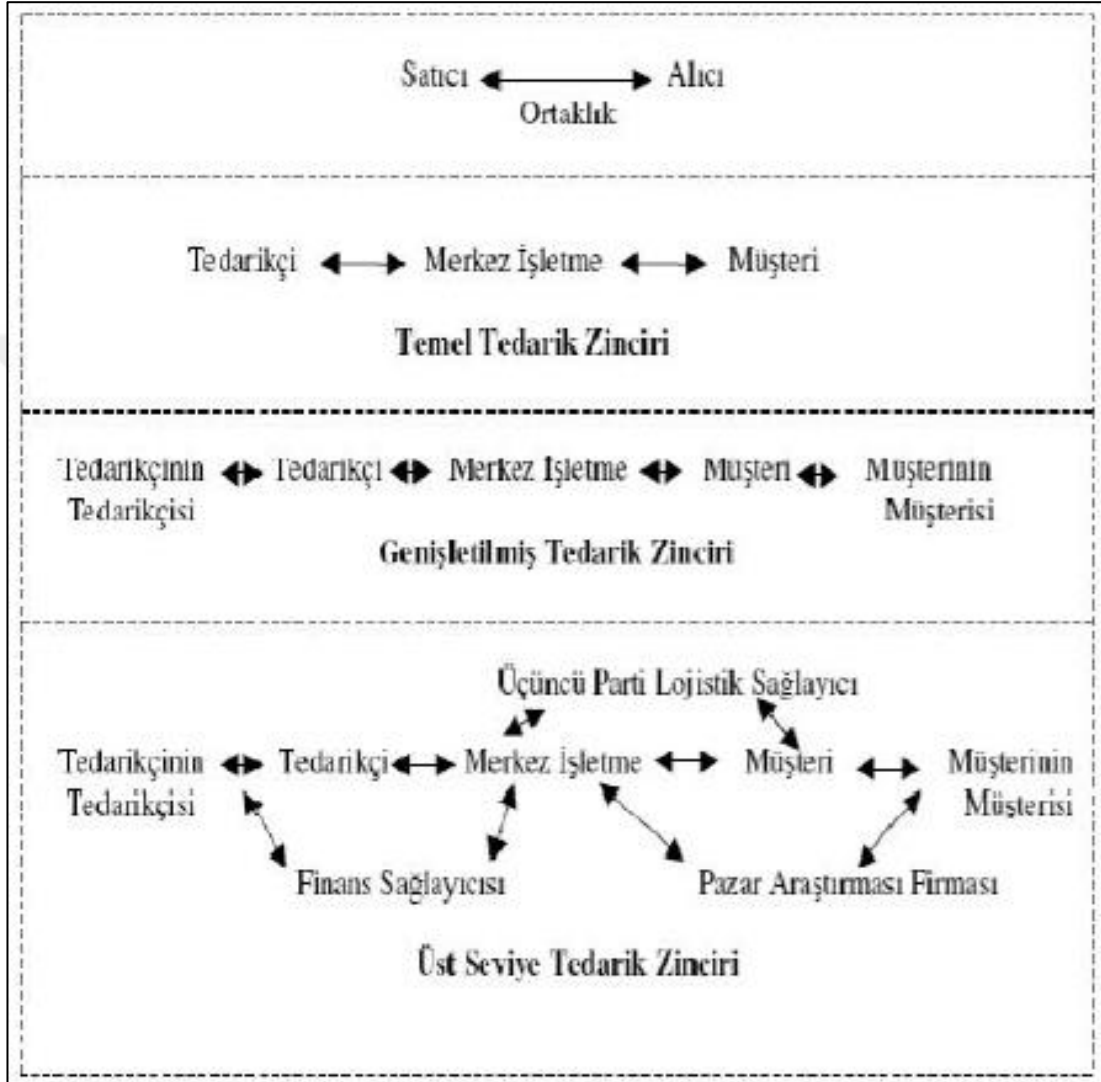 Satıcı Alıcı
Ortaklık
Tedarikçi Merkez İşletme Müşteri
Temel Tedarik Zinciri
Tedarikçinin Tedarikçi Merkez İşletme Müşteri Müşterinin
Tedarikçisi Müşterisi
Genişletilmiş Tedarik Zinciri
Üçüncü Parti Lojistik Sağlayıcı
Tedarikçinin Tedarikçi Merkez İşletme Müşteri Müşterinin
Tedarikçisi Müşterisi
Finans Sağlayıcısı Pazar Araştırması Firması
Üst Seviye Tedarik Zinciri